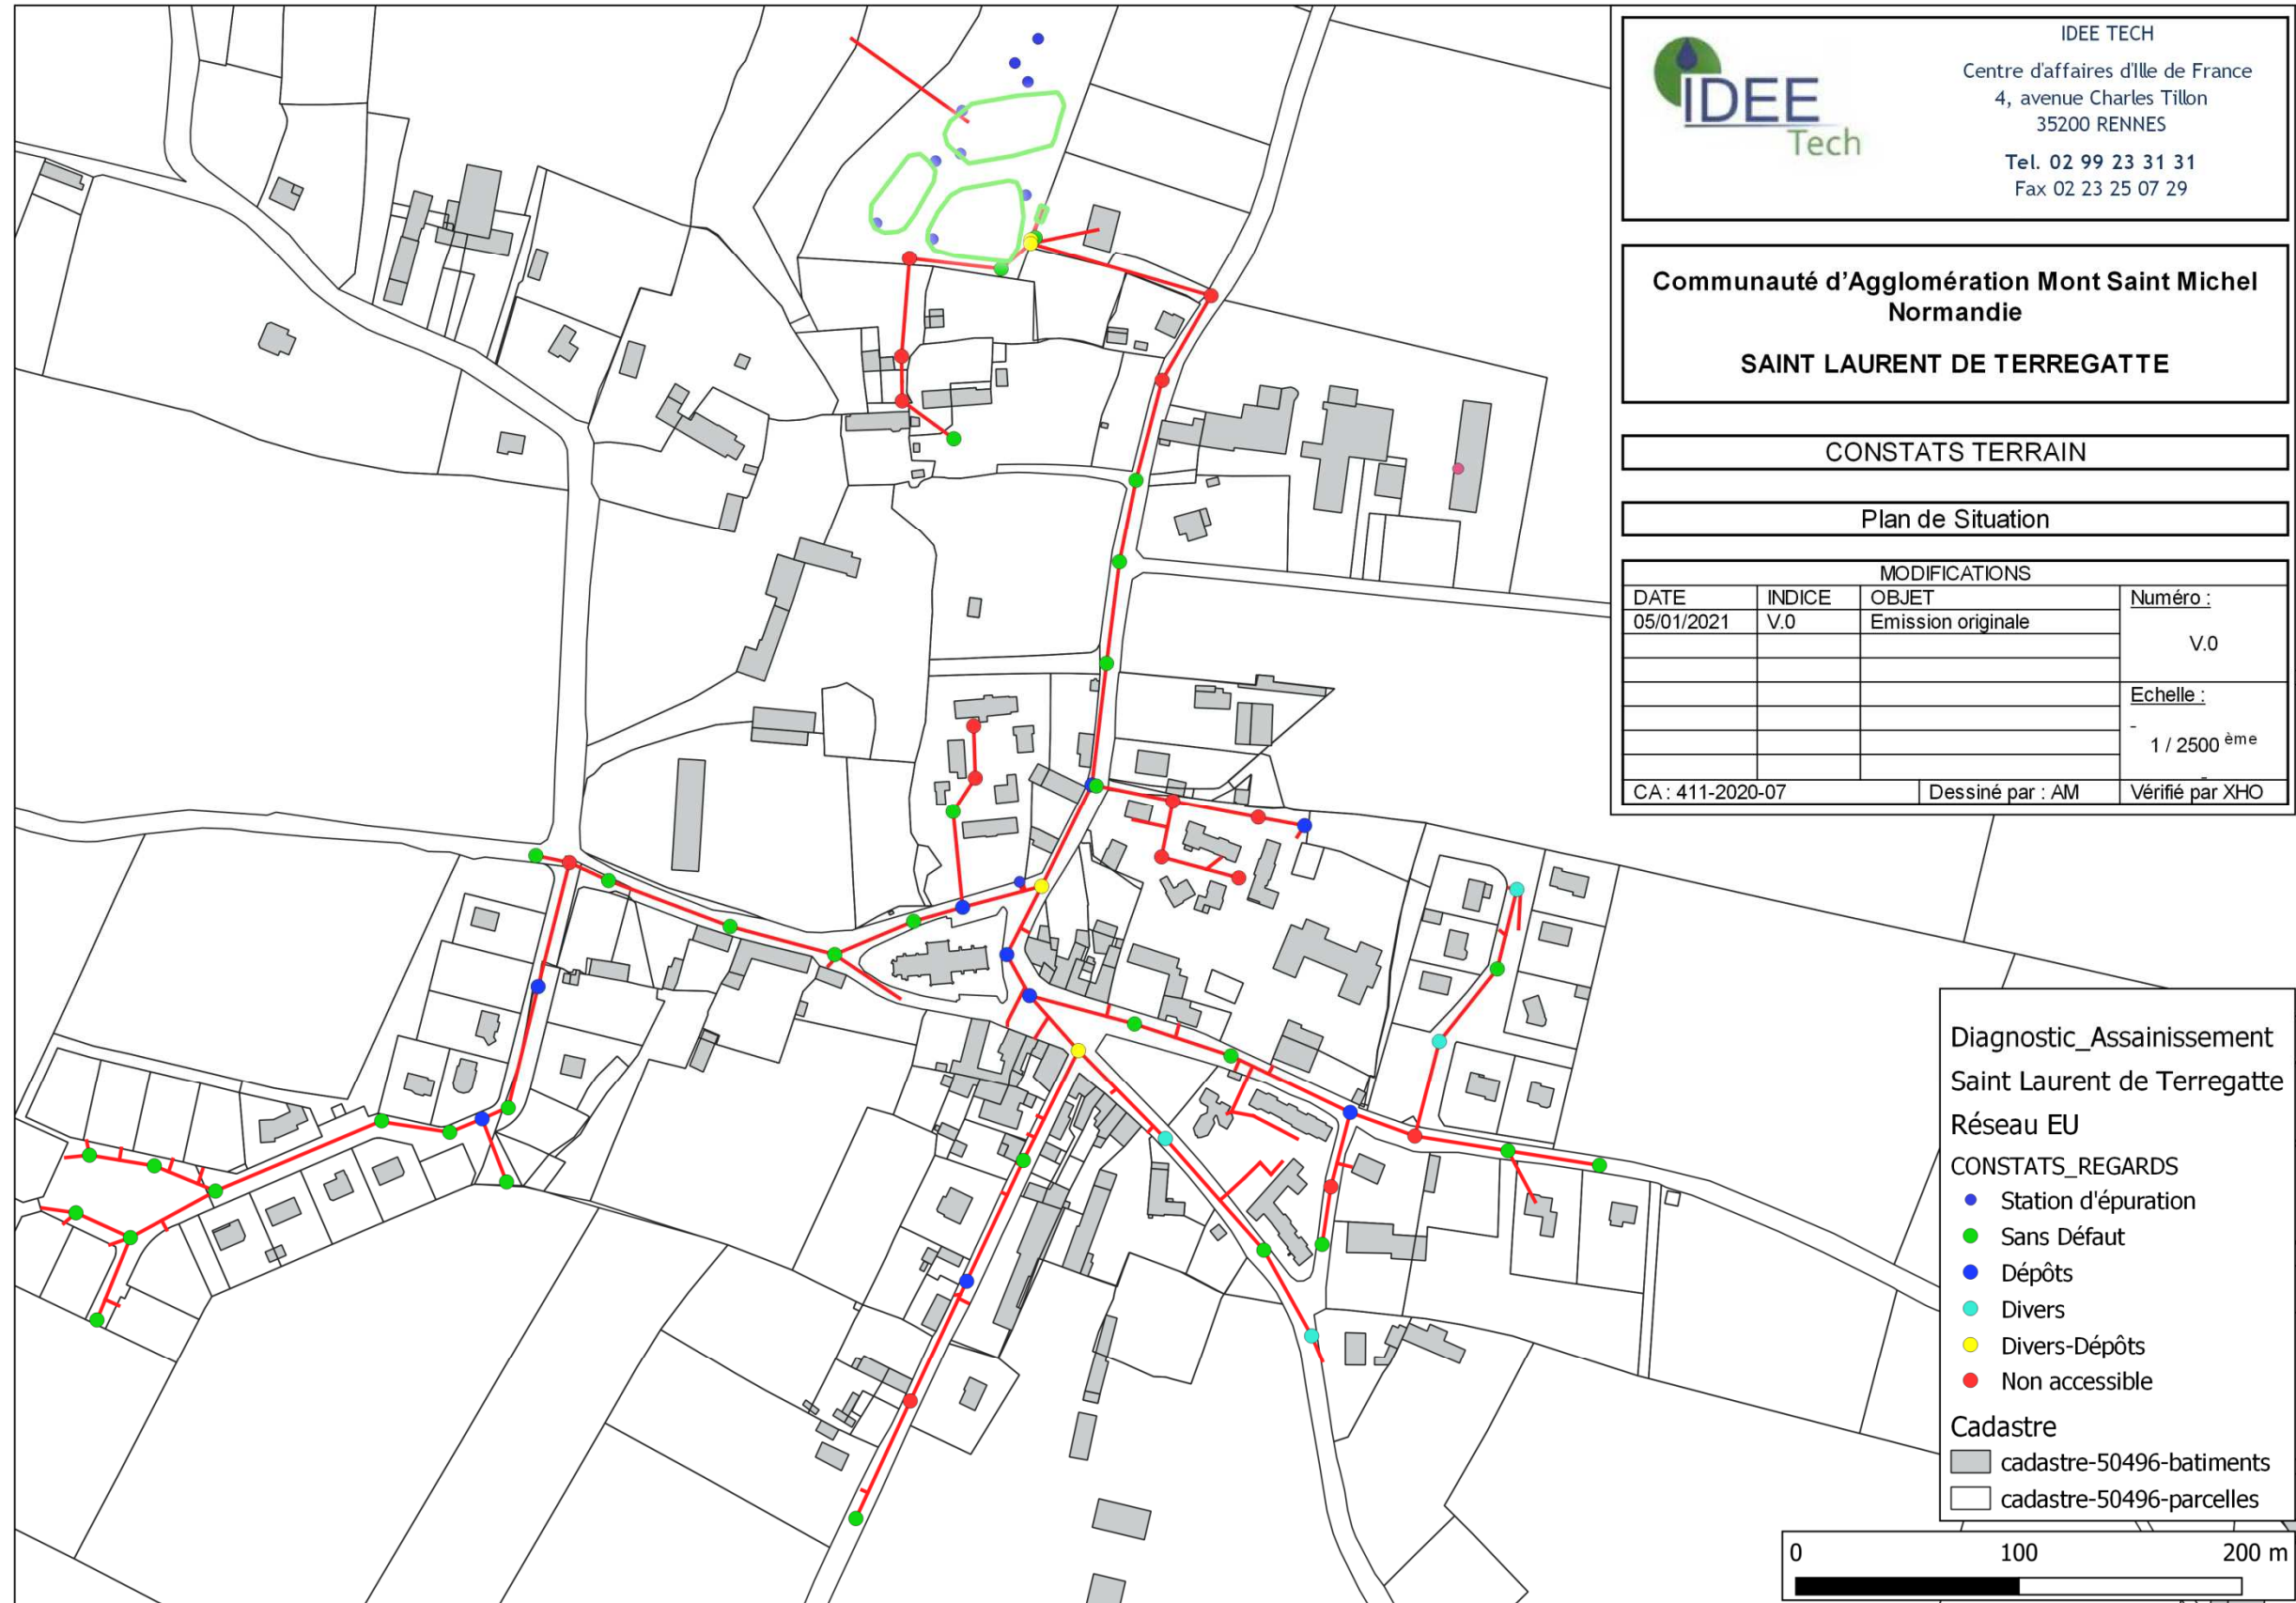 IDEE
Tech
IDEE TECH
Centre d'affaires d'Ille de France
4, avenue Charles Tillon
35200 RENNES
Tel. 02 99 23 31 31
Fax 02 23 25 07 29
Communauté d'Agglomération Mont Saint Michel
Normandie
SAINT LAURENT DE TERREGATTE
CONSTATS TERRAIN
Plan de Situation
MODIFICATIONS
DATE INDICE OBJET Numéro :
05/01/2021 V.0 Emission originale
V.0
Echelle :
-
1 / 2500 ème
-
CA : 411-2020-07 Dessiné par : AM Vérifié par XHO
Diagnostic_Assainissement
Saint Laurent de Terregatte
Réseau EU
CONSTATS_REGARDS
Station d'épuration
Sans Défaut
Dépôts
Divers
Divers-Dépôts
Non accessible
Cadastre
cadastre-50496-batiments
cadastre-50496-parcelles
0 100 200 m